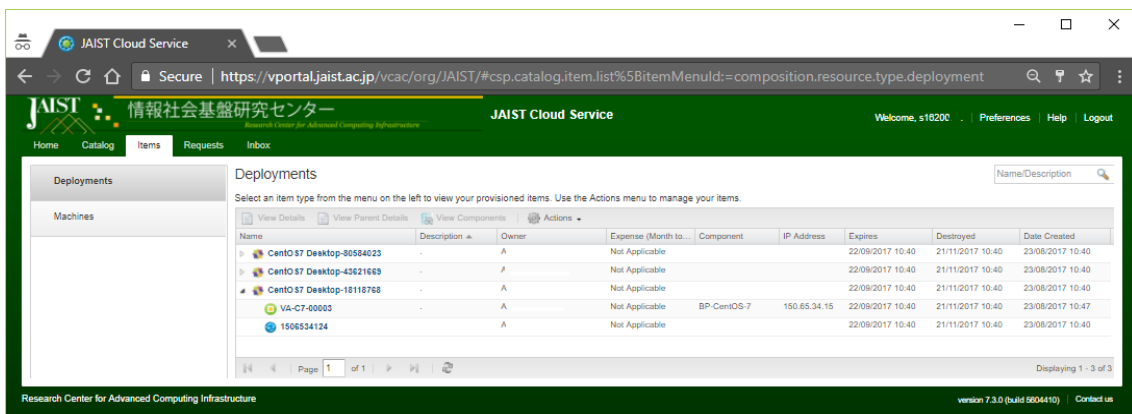 JAIST Cloud Service
Secure | https://vportal.jaist.ac.jp/vcac/org/JAIST/#csp.catalog.item.list%5BitemMenuId:=composition.resource.type.deployment
JAIST 情報社会基盤研究センター
Research Center for Advanced Computing Infrastructure
JAIST Cloud Service
Welcome, s16200 . | Preferences | Help | Logout
Home Catalog Items Requests Inbox
Deployments
Machines
Deployments
Name/Description
Select an item type from the menu on the left to view your provisioned items. Use the Actions menu to manage your items.
View Details View Parent Details View Components Actions
Name Description Owner Expense (Month to... Component IP Address Expires Destroyed Date Created
CentOS7 Desktop-80584023 - A Not Applicable 22/09/2017 10:40 21/11/2017 10:40 23/08/2017 10:40
CentOS7 Desktop-43621669 - A Not Applicable 22/09/2017 10:40 21/11/2017 10:40 23/08/2017 10:40
CentOS7 Desktop-18118768 - A Not Applicable 22/09/2017 10:40 21/11/2017 10:40 23/08/2017 10:40
VA-C7-00003 - A Not Applicable BP-CentOS-7 150.65.34.15 22/09/2017 10:40 21/11/2017 10:40 23/08/2017 10:47
1506534124 A Not Applicable 22/09/2017 10:40 21/11/2017 10:40 23/08/2017 10:40
Page 1 of 1
Displaying 1 - 3 of 3
Research Center for Advanced Computing Infrastructure
version 7.3.0 (build 5604410) | Contact us